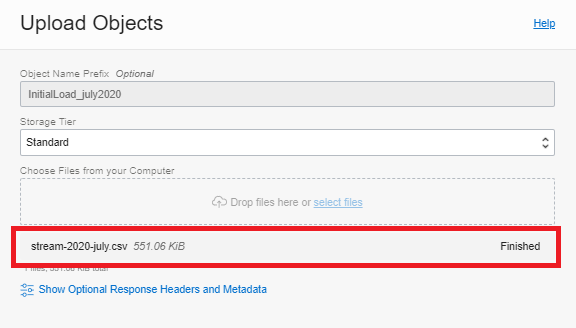 Upload Objects
Help
Object Name Prefix Optional
InitialLoad_july2020
Storage Tier
Standard
Choose Files from your Computer
Drop files here or select files
stream-2020-july.csv 551.06 KiB
Finished
1 files, 551.06 KiB total
Show Optional Response Headers and Metadata